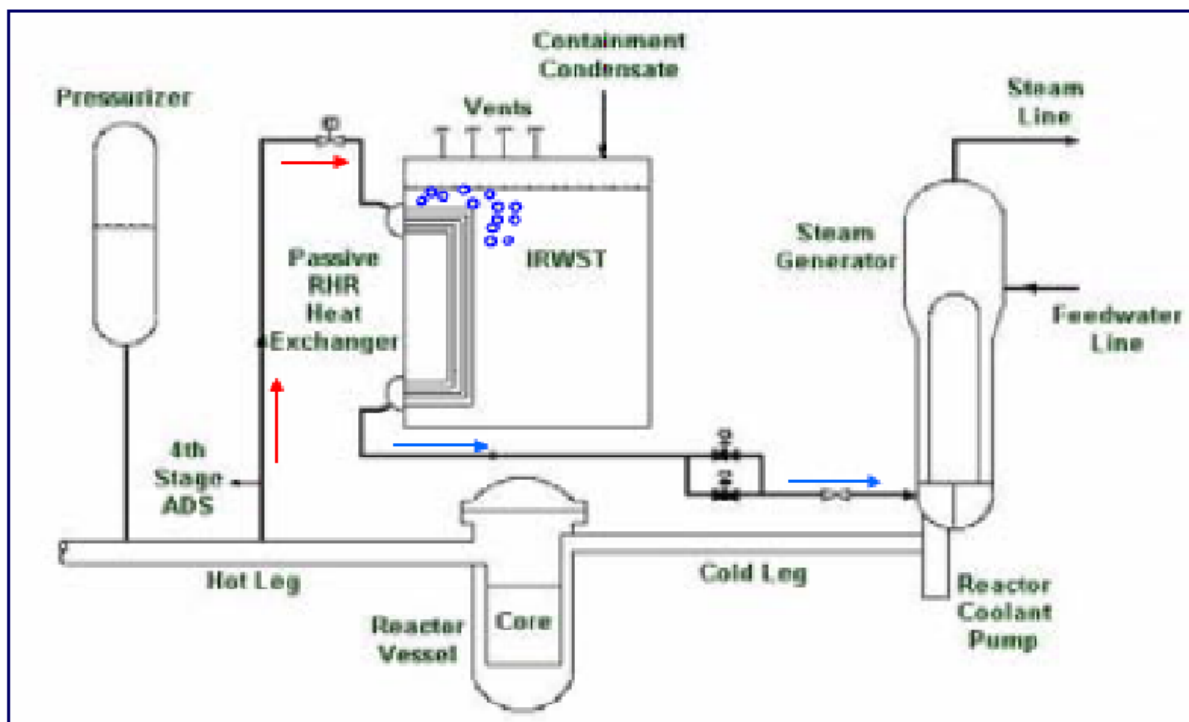 Containment
Condensate
Pressurizer
Vents
Steam
Line
Passive
RHR
Heat
Exchanger
IRWST
Steam
Generator
Feedwater
Line
4th
Stage
ADS
Hot Leg
Cold Leg
Reactor
Vessel
Core
Reactor
Coolant
Pump